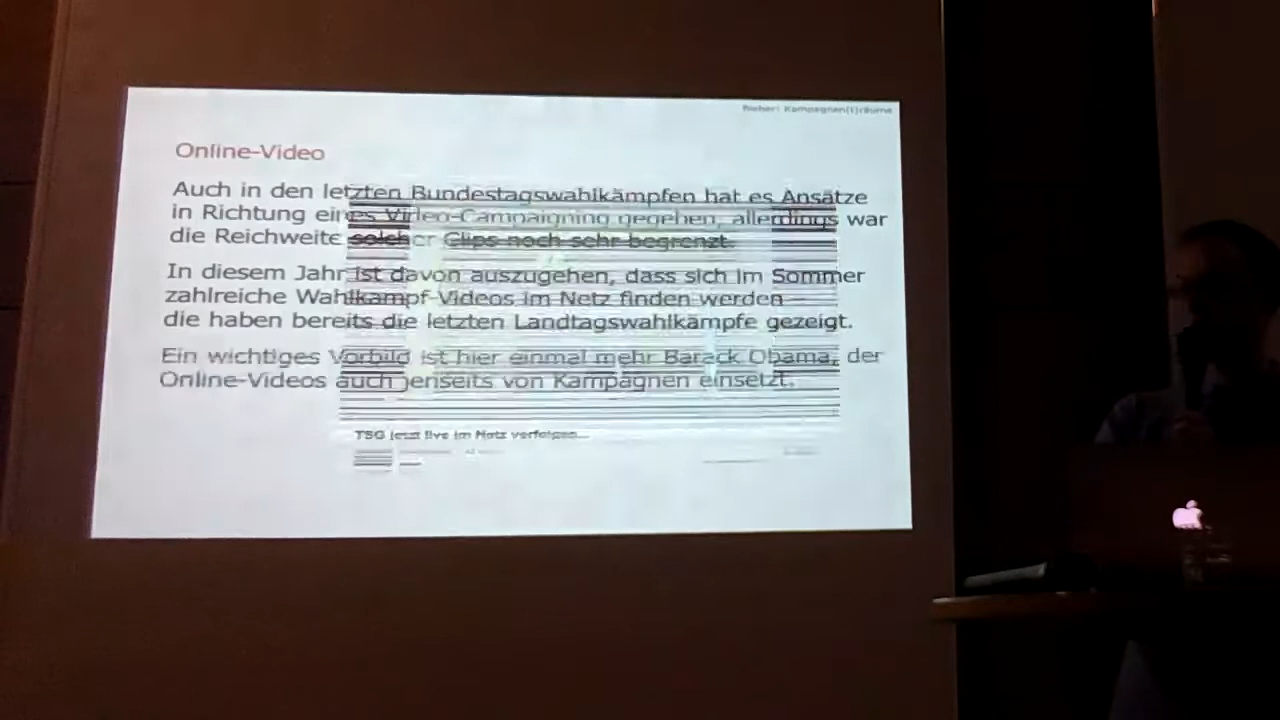 Bieber: Kampagnen(t)räume
Online-Video
Auch in den letzten Bundestagswahlkämpfen hat es Ansätze
in Richtung eines Video-Campaigning gegeben, allerdings war
die Reichweite solcher Clips noch sehr begrenzt.
In diesem Jahr ist davon auszugehen, dass sich im Sommer
zahlreiche Wahlkampf-Videos im Netz finden werden –
die haben bereits die letzten Landtagswahlkämpfe gezeigt.
Ein wichtiges Vorbild ist hier einmal mehr Barack Obama, der
Online-Videos auch jenseits von Kampagnen einsetzt.
TSG jetzt live im Netz verfolgen...